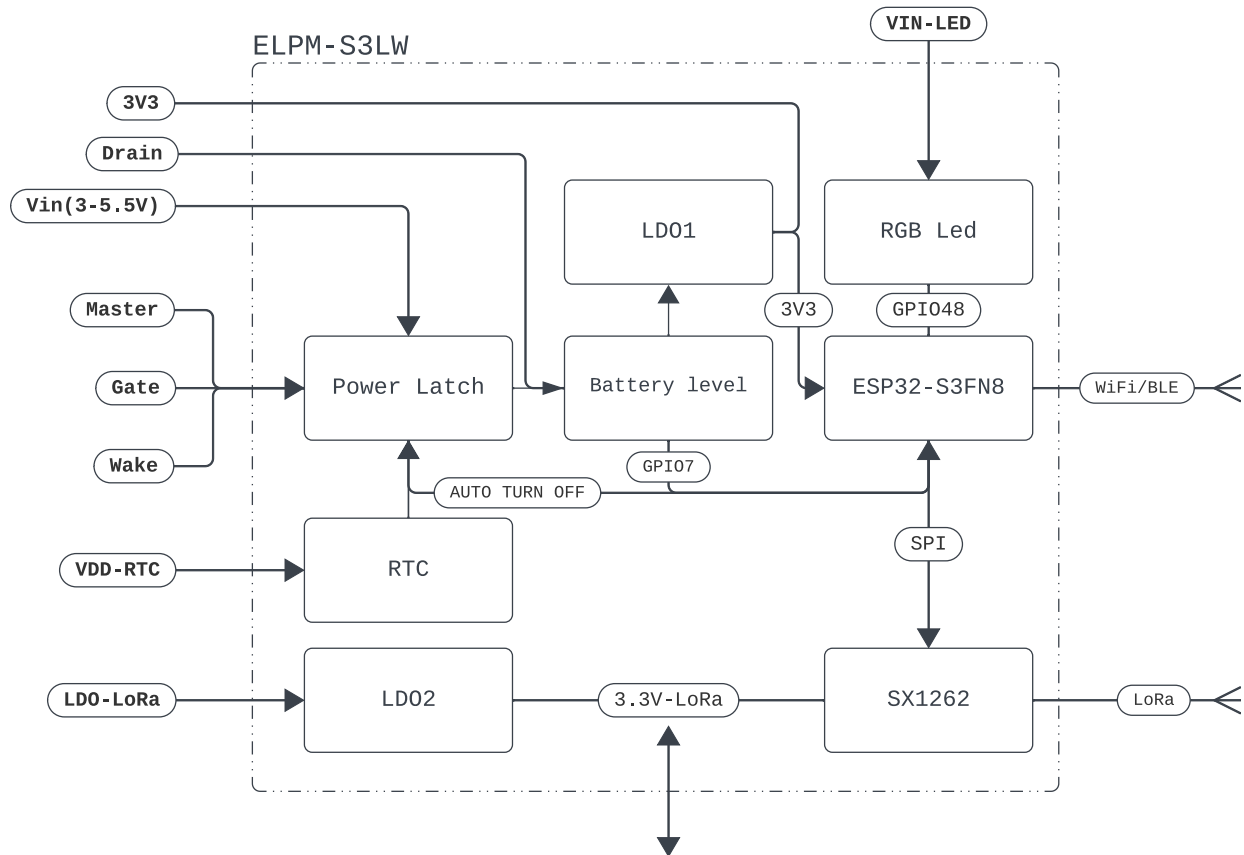 VIN-LED
ELPM-S3LW
3V3
Drain
Vin(3-5.5V)
LDO1
RGB Led
Master
3V3
GPIO48
Gate
Power Latch
Battery level
ESP32-S3FN8
WiFi/BLE
Wake
GPIO7
AUTO TURN OFF
SPI
VDD-RTC
RTC
LDO-LoRa
LDO2
3.3V-LoRa
SX1262
LoRa